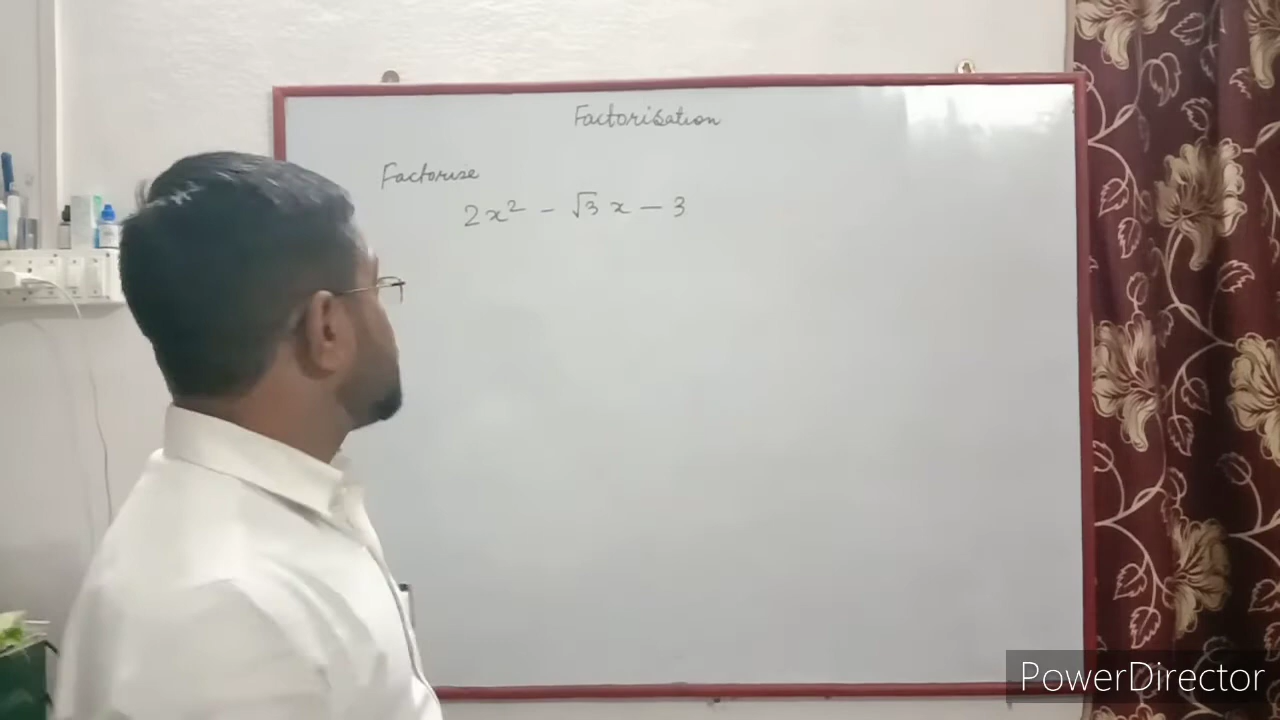 Factorisation
Factorise
2x² - √3 x - 3
PowerDirector